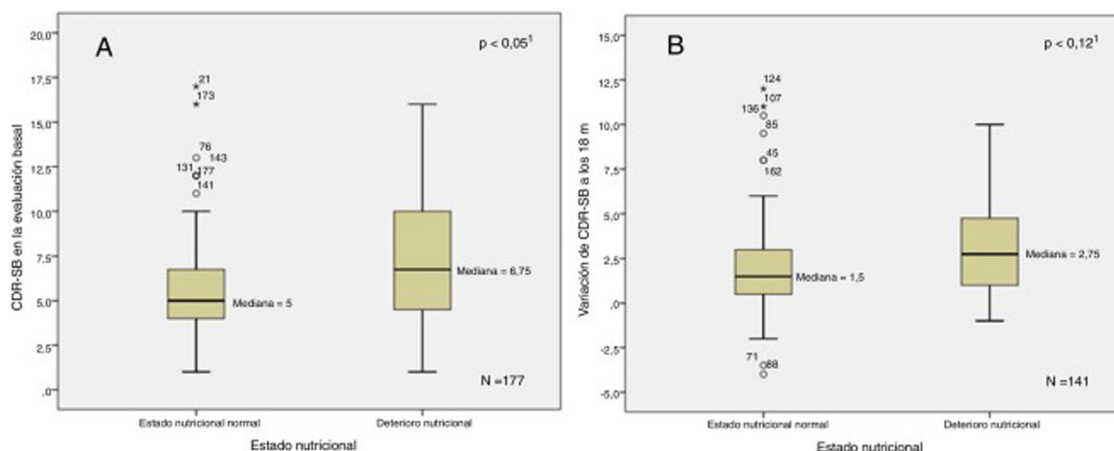 A
p < 0,05¹
CDR-SB en la evaluación basal
20,0
17,5
15,0
12,5
10,0
7,5
5,0
2,5
,0
21
173
76
143
131
177
141
Mediana = 5
Mediana = 6,75
N =177
Estado nutricional normal
Deterioro nutricional
Estado nutricional
B
p < 0,12¹
Variación de CDR-SB a los 18 m
15,0
12,5
10,0
7,5
5,0
2,5
,0
-2,5
-5,0
124
107
136
85
45
162
71
88
Mediana = 1,5
Mediana = 2,75
N =141
Estado nutricional normal
Deterioro nutricional
Estado nutricional